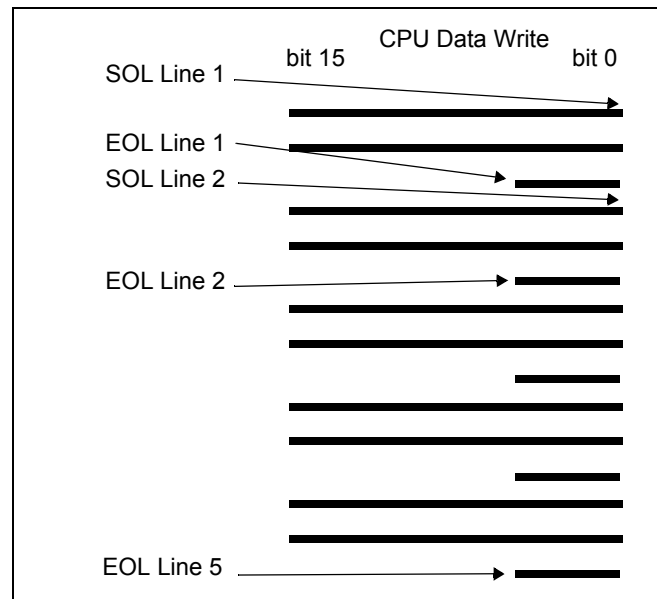 CPU Data Write
bit 15
bit 0
SOL Line 1
EOL Line 1
SOL Line 2
EOL Line 2
EOL Line 5